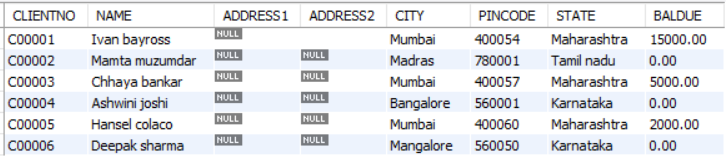 CLIENTNO NAME ADDRESS1 ADDRESS2 CITY PINCODE STATE BALDUE
C00001 Ivan bayross NULL Mumbai 400054 Maharashtra 15000.00
C00002 Mamta muzumdar NULL NULL Madras 780001 Tamil nadu 0.00
C00003 Chhaya bankar NULL NULL Mumbai 400057 Maharashtra 5000.00
C00004 Ashwini joshi NULL NULL Bangalore 560001 Karnataka 0.00
C00005 Hansel colaco NULL NULL Mumbai 400060 Maharashtra 2000.00
C00006 Deepak sharma NULL NULL Mangalore 560050 Karnataka 0.00